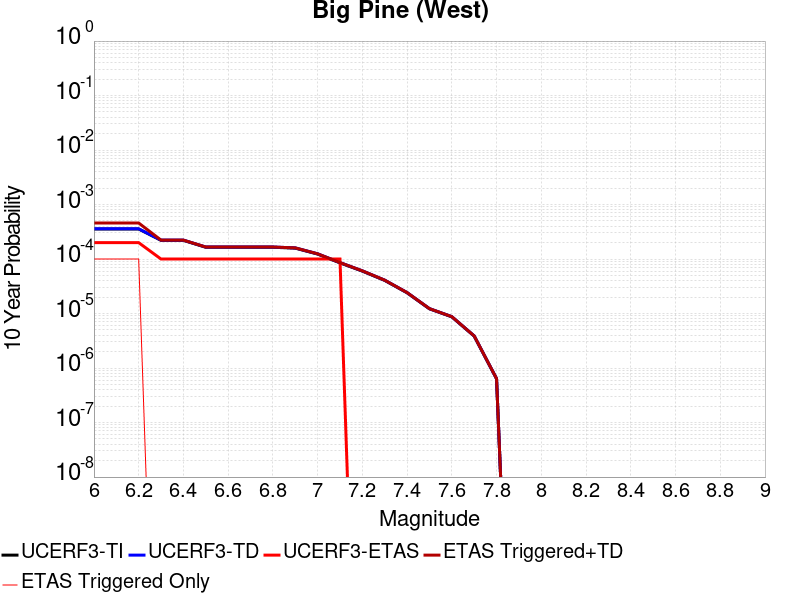 Big Pine (West)
10^0
10^-1
10^-2
10^-3
10^-4
10^-5
10^-6
10^-7
10^-8
10 Year Probability
6 6.2 6.4 6.6 6.8 7 7.2 7.4 7.6 7.8 8 8.2 8.4 8.6 8.8 9
Magnitude
UCERF3-TI UCERF3-TD UCERF3-ETAS ETAS Triggered+TD
ETAS Triggered Only